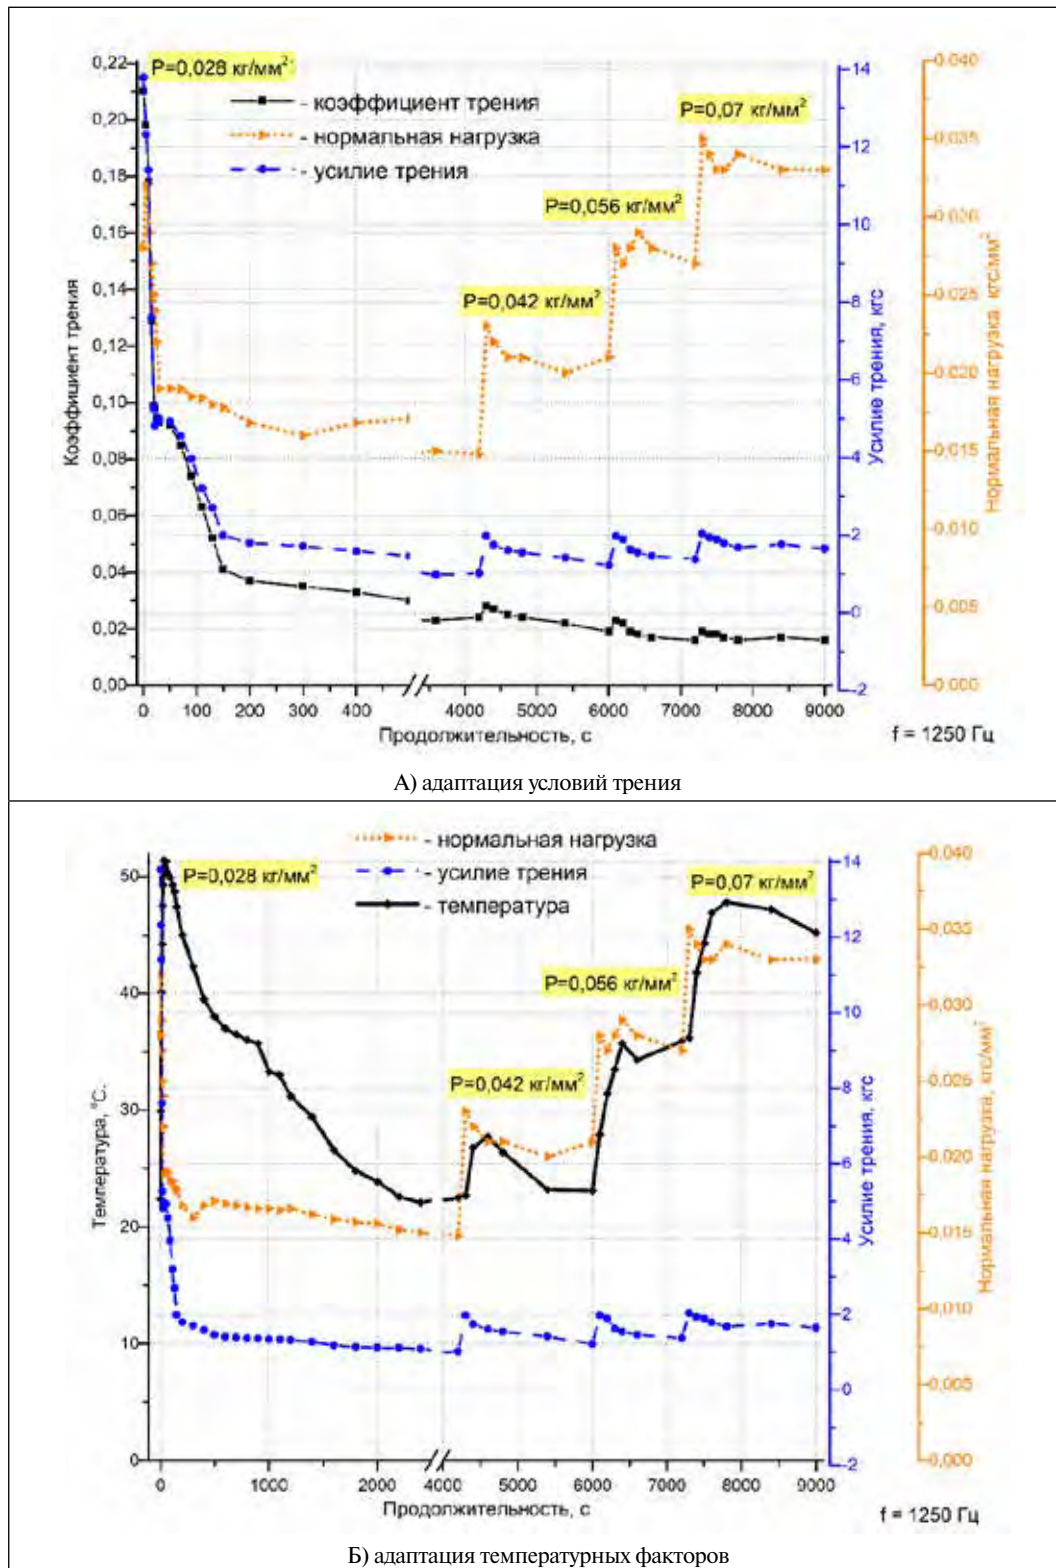 P=0,028 кг/мм²
- коэффициент трения
- нормальная нагрузка
- усилие трения
P=0,07 кг/мм²
P=0,056 кг/мм²
P=0,042 кг/мм²
0,22
0,20
0,18
0,16
0,14
0,12
0,10
0,08
0,06
0,04
0,02
0,00
Коэффициент трения
14
12
10
8
6
4
2
0
-2
Усилие трения, кгс
0,040
0,035
0,030
0,025
0,020
0,015
0,010
0,005
0,000
Нормальная нагрузка, кгс/мм²
0 100 200 300 400 4000 5000 6000 7000 8000 9000
Продолжительность, с
f = 1250 Гц
А) адаптация условий трения
- нормальная нагрузка
- усилие трения
- температура
P=0,028 кг/мм²
P=0,07 кг/мм²
P=0,056 кг/мм²
P=0,042 кг/мм²
50
40
30
20
10
0
Температура, °C.
14
12
10
8
6
4
2
0
-2
Усилие трения, кгс
0,040
0,035
0,030
0,025
0,020
0,015
0,010
0,005
0,000
Нормальная нагрузка, кгс/мм²
0 1000 2000 4000 5000 6000 7000 8000 9000
Продолжительность, с
f = 1250 Гц
Б) адаптация температурных факторов